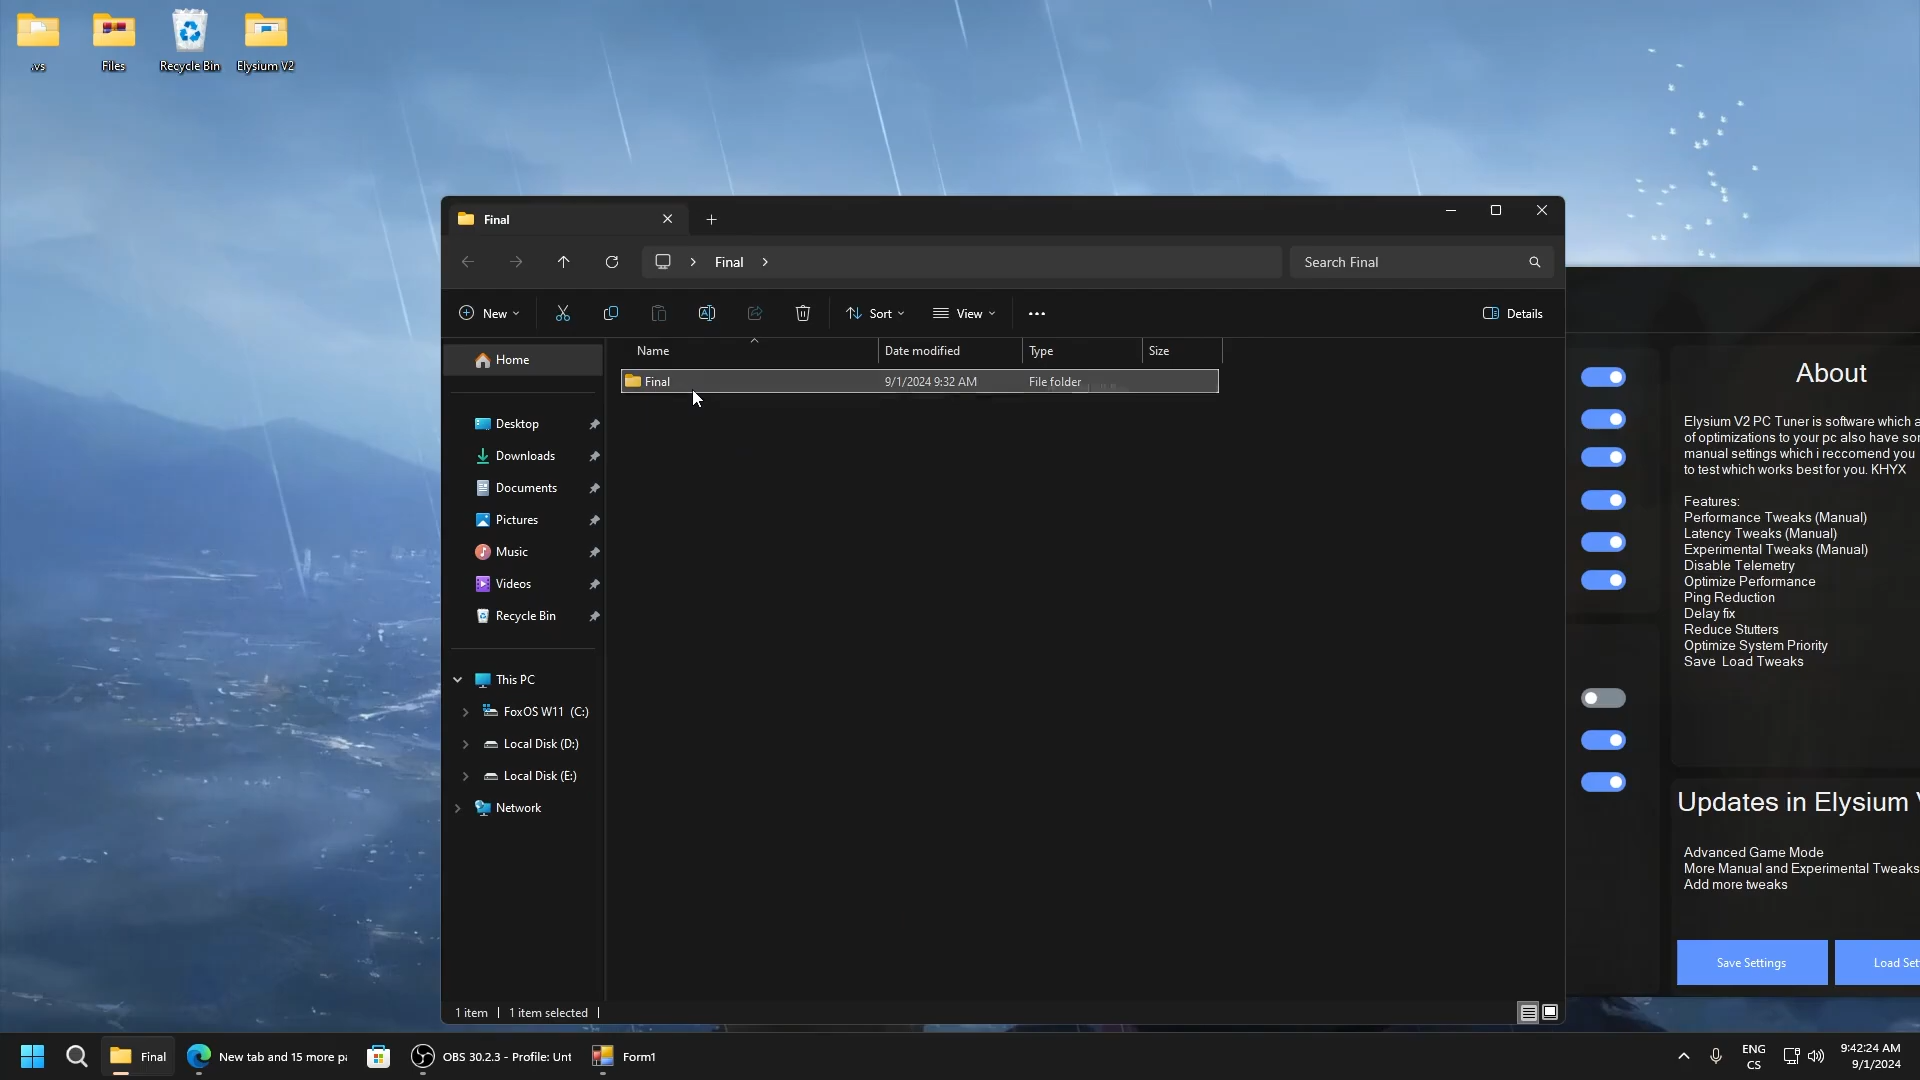 .vs
Files
Recycle Bin
Elysium V2
Final
Final
Search Final
New
Sort
View
Details
Home
Desktop
Downloads
Documents
Pictures
Music
Videos
Recycle Bin
This PC
FoxOS W11 (C:)
Local Disk (D:)
Local Disk (E:)
Network
Name
Date modified
Type
Size
Final
9/1/2024 9:32 AM
File folder
1 item
1 item selected
About
Elysium V2 PC Tuner is software which a
of optimizations to your pc also have so
manual settings which i reccomend you
to test which works best for you. KHYX
Features:
Performance Tweaks (Manual)
Latency Tweaks (Manual)
Experimental Tweaks (Manual)
Disable Telemetry
Optimize Performance
Ping Reduction
Delay fix
Reduce Stutters
Optimize System Priority
Save Load Tweaks
Updates in Elysium
Advanced Game Mode
More Manual and Experimental Tweaks
Add more tweaks
Save Settings
Load Set
Final
New tab and 15 more pa
OBS 30.2.3 - Profile: Unt
Form1
ENG
CS
9:42:24 AM
9/1/2024